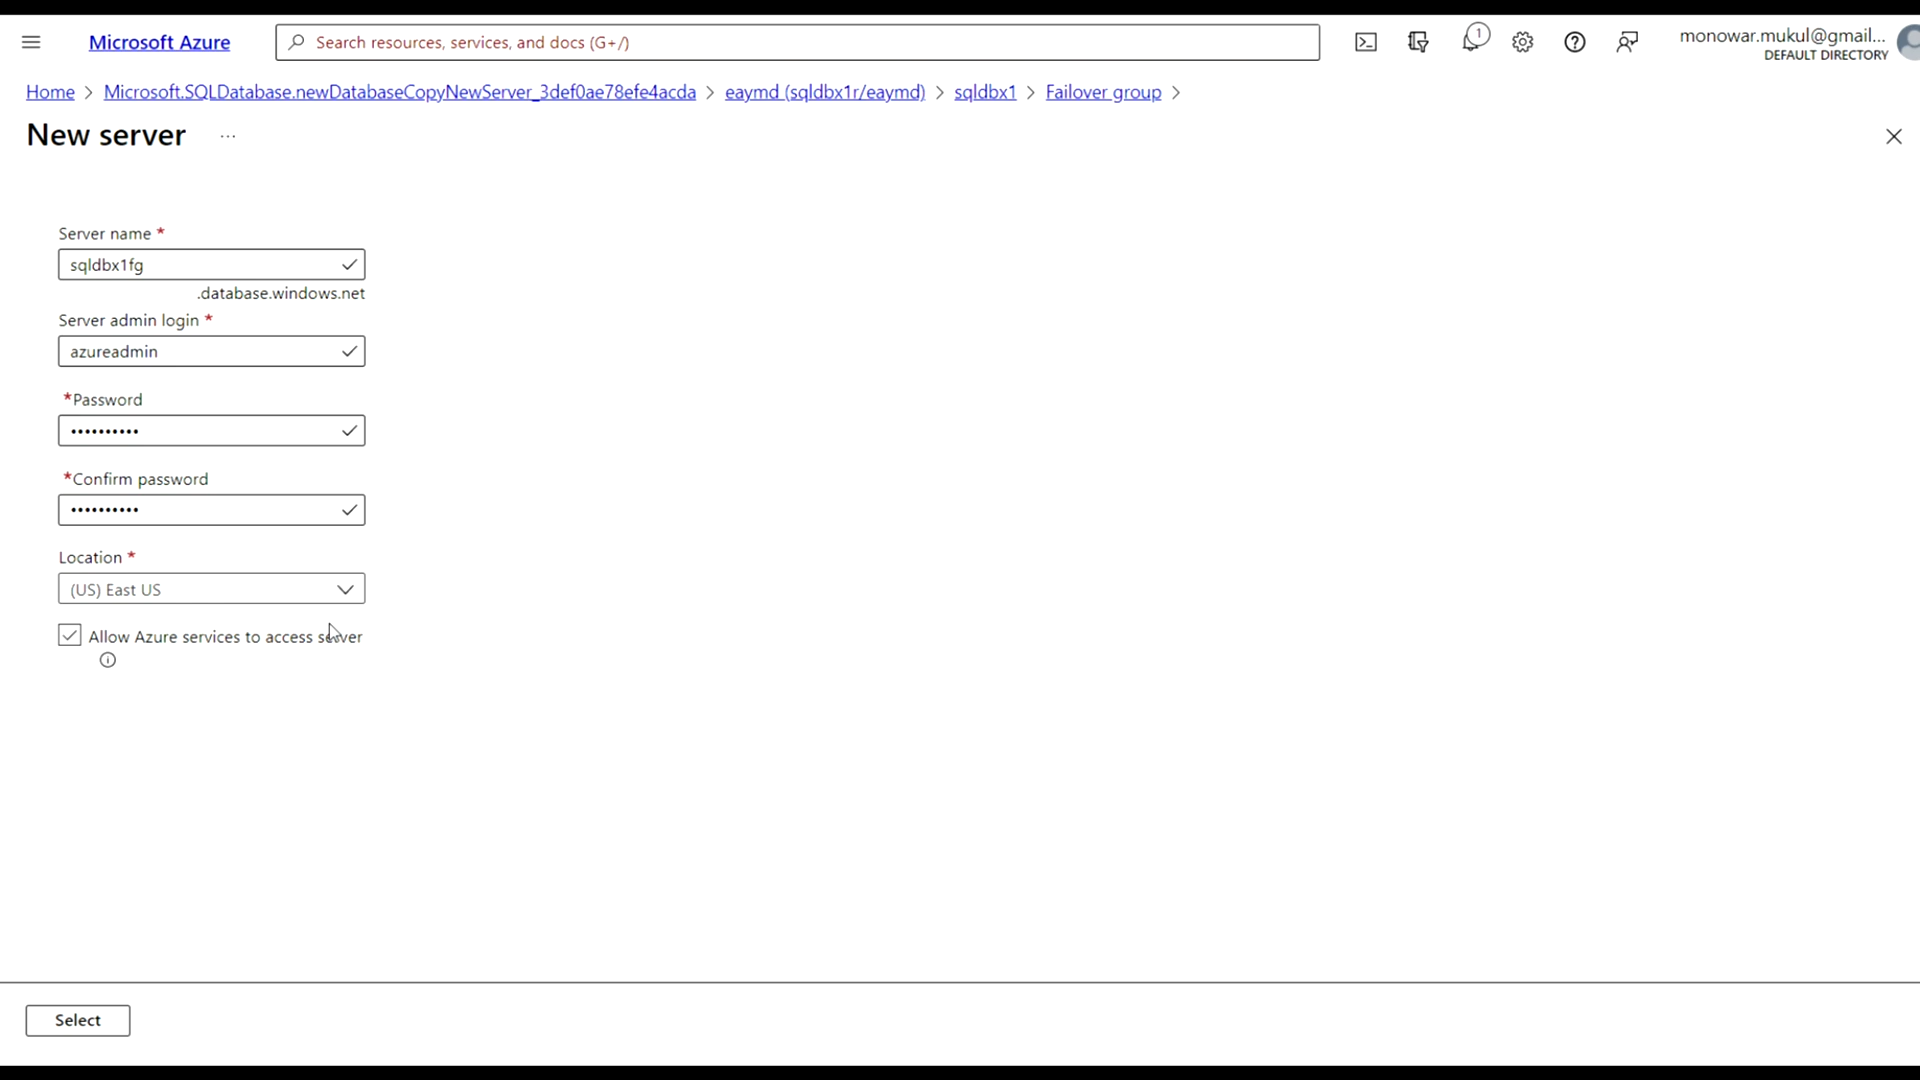 Microsoft Azure
Search resources, services, and docs (G+/)
1
monowar.mukul@gmail...
DEFAULT DIRECTORY
Home > Microsoft.SQLDatabase.newDatabaseCopyNewServer_3def0ae78efe4acda > eaymd (sqldbx1r/eaymd) > sqldbx1 > Failover group >
New server ...
Server name *
sqldbx1fg
.database.windows.net
Server admin login *
azureadmin
*Password
••••••••••
*Confirm password
••••••••••
Location *
(US) East US
Allow Azure services to access server
Select